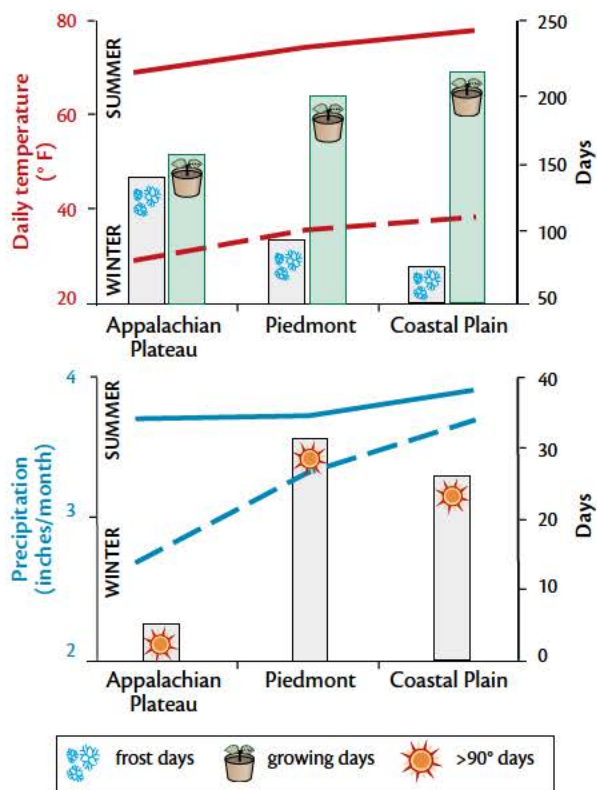 80
60
40
20
Daily temperature
(° F)
SUMMER
WINTER
250
200
150
100
50
Days
Appalachian
Plateau
Piedmont
Coastal Plain
4
3
2
Precipitation
(inches/month)
SUMMER
WINTER
40
30
20
10
0
Days
Appalachian
Plateau
Piedmont
Coastal Plain
frost days
growing days
>90° days